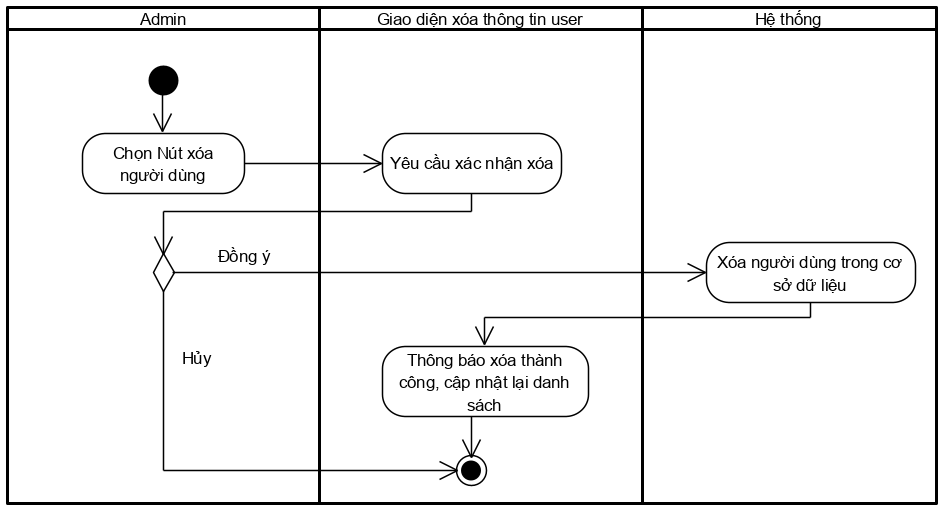 Admin
Giao diện xóa thông tin user
Hệ thống
Chọn Nút xóa
người dùng
Yêu cầu xác nhận xóa
Đồng ý
Xóa người dùng trong cơ
sở dữ liệu
Hủy
Thông báo xóa thành
công, cập nhật lại danh
sách